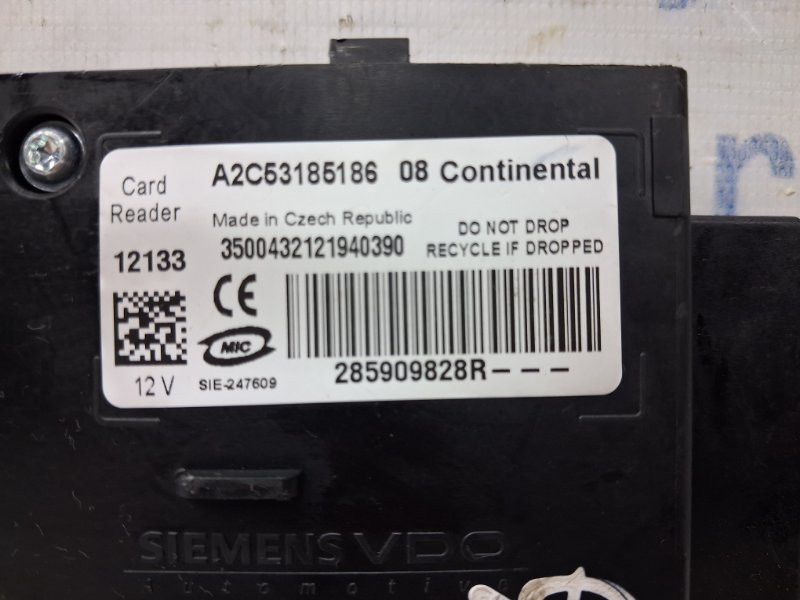 Card
Reader
A2C53185186 08 Continental
Made in Czech Republic
DO NOT DROP
12133
3500432121940390
RECYCLE IF DROPPED
CE
MIC
12 V
SIE-247609
285909828R---
SIEMENS VDO
automotive